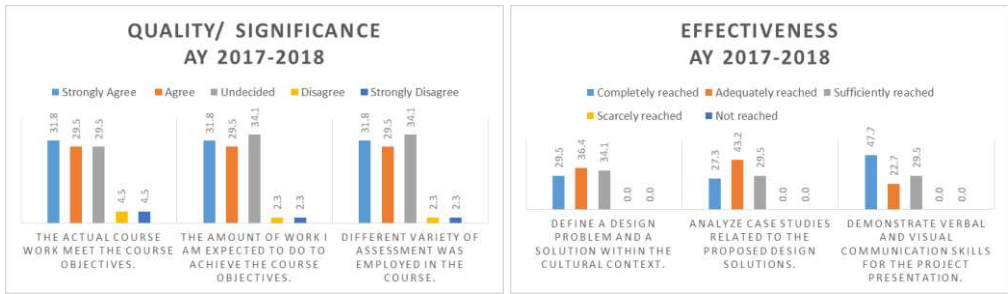 QUALITY/ SIGNIFICANCE
AY 2017-2018
Strongly Agree Agree Undecided Disagree Strongly Disagree
31.8 29.5 29.5 4.5 4.5
31.8 29.5 34.1 2.3 2.3
31.8 29.5 34.1 2.3 2.3
THE ACTUAL COURSE
WORK MEET THE COURSE
OBJECTIVES.
THE AMOUNT OF WORK I
AM EXPECTED TO DO TO
ACHIEVE THE COURSE
OBJECTIVES.
DIFFERENT VARIETY OF
ASSESSMENT WAS
EMPLOYED IN THE
COURSE.
EFFECTIVENESS
AY 2017-2018
Completely reached Adequately reached Sufficiently reached
Scarcely reached Not reached
29.5 36.4 34.1 0.0 0.0
27.3 43.2 29.5 0.0 0.0
47.7 22.7 29.5 0.0 0.0
DEFINE A DESIGN
PROBLEM AND A
SOLUTION WITHIN THE
CULTURAL CONTEXT.
ANALYZE CASE STUDIES
RELATED TO THE
PROPOSED DESIGN
SOLUTIONS.
DEMONSTRATE VERBAL
AND VISUAL
COMMUNICATION SKILLS
FOR THE PROJECT
PRESENTATION.